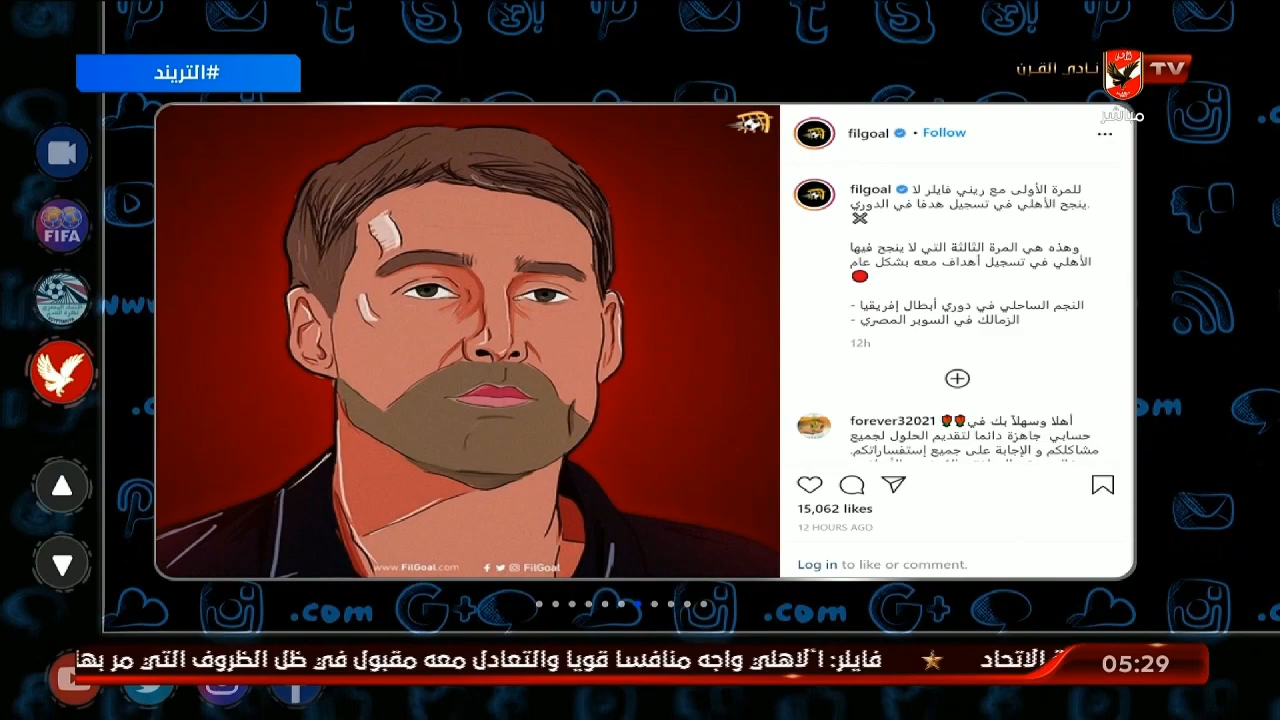 #التريند
نادي القرن
TV
مباشر
FIFA
filgoal • Follow
filgoal للمرة الأولى مع ريني فايلر لا
ينجح الأهلي في تسجيل هدفا في الدوري.
وهذه هي المرة الثالثة التي لا ينجح فيها
الأهلي في تسجيل أهداف معه بشكل عام
- النجم الساحلي في دوري أبطال إفريقيا
- الزمالك في السوبر المصري
12h
forever32021 أهلا وسهلآ بك في
حسابي جاهزة دائما لتقديم الحلول لجميع
مشاكلكم و الإجابة على جميع إستفساراتكم.
15,062 likes
12 HOURS AGO
Log in to like or comment.
www.FilGoal.com
FilGoal
.com
.com
الاتحاد
فايلر: الأهلي واجه منافسا قويا والتعادل معه مقبول في ظل الظروف التي مر بها
05:29